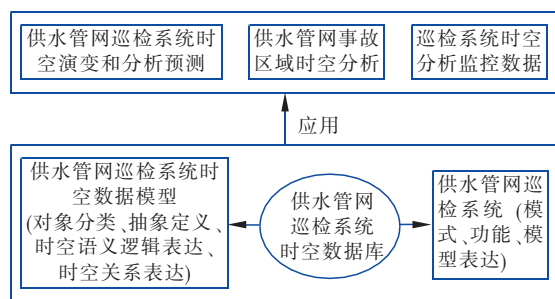 供水管网巡检系统时
空演变和分析预测
供水管网事故
区域时空分析
巡检系统时空
分析监控数据
应用
供水管网巡检系统时
空数据模型
(对象分类、抽象定义、
时空语义逻辑表达、
时空关系表达)
供水管网
巡检系统
时空数据库
供水管网巡
检系统 (模
式、功能、模
型表达)